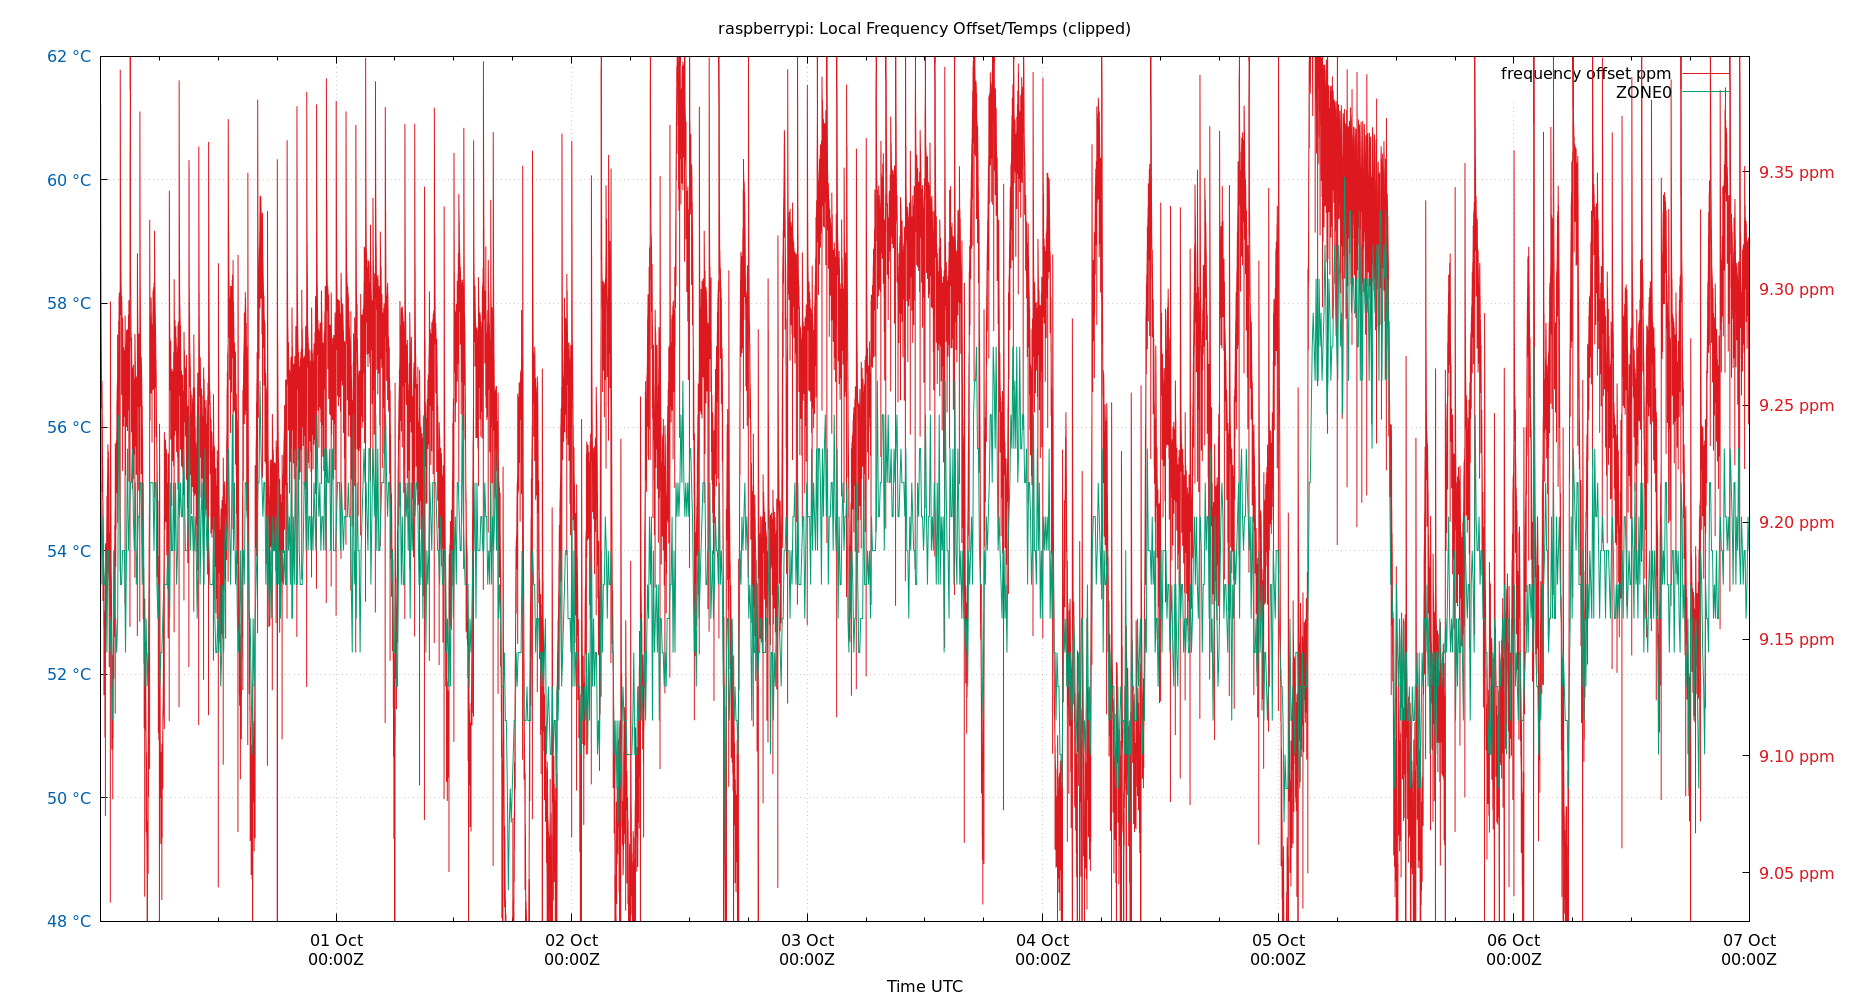 raspberrypi: Local Frequency Offset/Temps (clipped)
62 °C
60 °C
58 °C
56 °C
54 °C
52 °C
50 °C
48 °C
frequency offset ppm
ZONE0
9.35 ppm
9.30 ppm
9.25 ppm
9.20 ppm
9.15 ppm
9.10 ppm
9.05 ppm
01 Oct
00:00Z
02 Oct
00:00Z
03 Oct
00:00Z
04 Oct
00:00Z
05 Oct
00:00Z
06 Oct
00:00Z
07 Oct
00:00Z
Time UTC